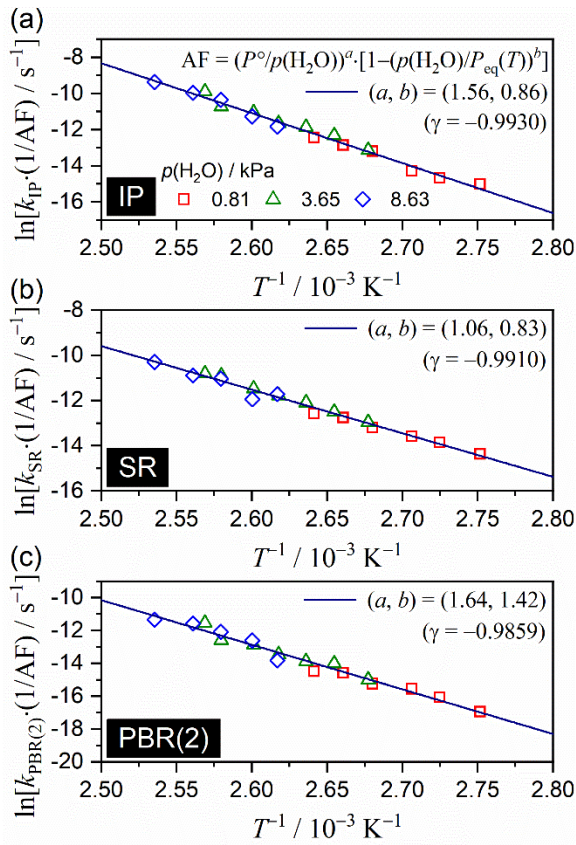 (a)
AF = (P°/p(H₂O))ᵃ·[1−(p(H₂O)/Peq(T))ᵇ]
(a, b) = (1.56, 0.86)
(γ = −0.9930)
p(H₂O) / kPa
0.81 3.65 8.63
IP
ln[k_IP·(1/AF) / s⁻¹]
-8
-10
-12
-14
-16
2.50 2.55 2.60 2.65 2.70 2.75 2.80
T⁻¹ / 10⁻³ K⁻¹
(b)
(a, b) = (1.06, 0.83)
(γ = −0.9910)
SR
ln[k_SR·(1/AF) / s⁻¹]
-8
-10
-12
-14
-16
2.50 2.55 2.60 2.65 2.70 2.75 2.80
T⁻¹ / 10⁻³ K⁻¹
(c)
(a, b) = (1.64, 1.42)
(γ = −0.9859)
PBR(2)
ln[k_PBR(2)·(1/AF) / s⁻¹]
-10
-12
-14
-16
-18
-20
2.50 2.55 2.60 2.65 2.70 2.75 2.80
T⁻¹ / 10⁻³ K⁻¹